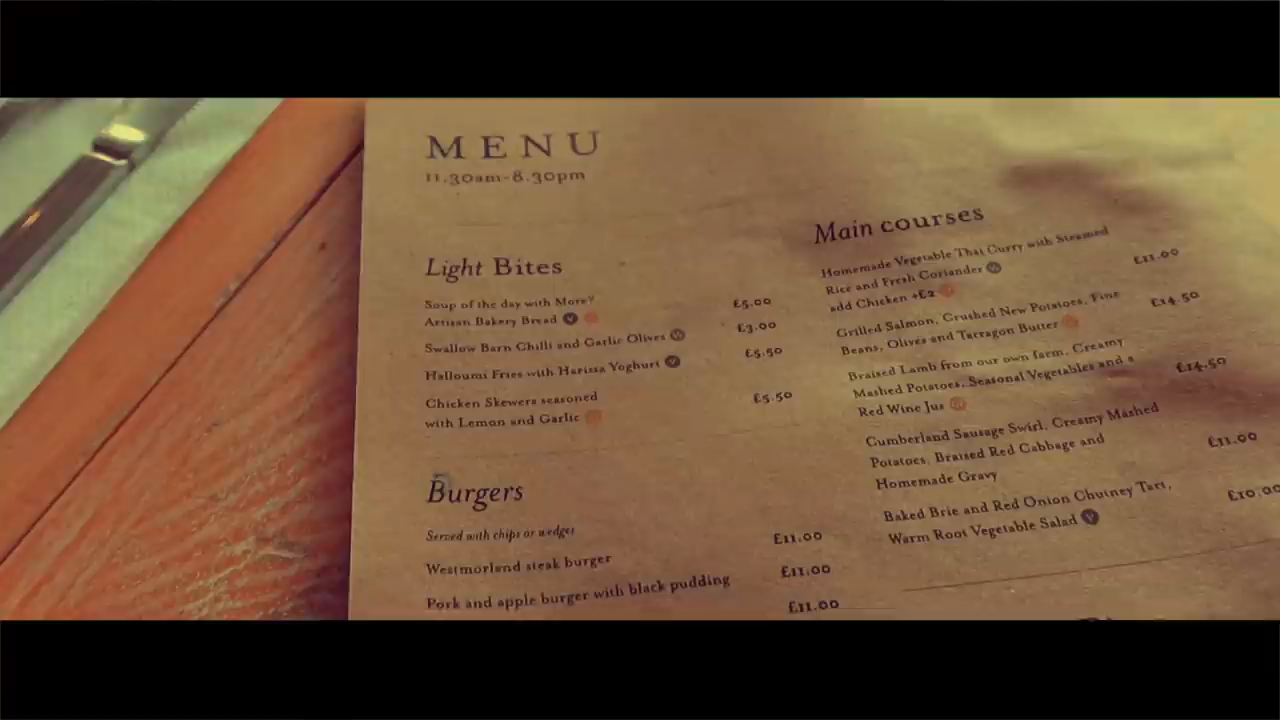 MENU
11.30am-8.30pm
Light Bites
Soup of the day with More?
Artisan Bakery Bread V
£5.00
Swallow Barn Chilli and Garlic Olives V
£3.00
Halloumi Fries with Harissa Yoghurt V
£5.50
Chicken Skewers seasoned
with Lemon and Garlic
£5.50
Burgers
Served with chips or wedges
Westmorland steak burger
£11.00
Pork and apple burger with black pudding
£11.00
£11.00
Main courses
Homemade Vegetable Thai Curry with Steamed
Rice and Fresh Coriander V
add Chicken +£2
£11.00
Grilled Salmon, Crushed New Potatoes, Fine
Beans, Olives and Tarragon Butter
£14.50
Braised Lamb from our own farm, Creamy
Mashed Potatoes, Seasonal Vegetables and a
Red Wine Jus
£14.50
Cumberland Sausage Swirl, Creamy Mashed
Potatoes, Braised Red Cabbage and
Homemade Gravy
£11.00
Baked Brie and Red Onion Chutney Tart,
Warm Root Vegetable Salad V
£10.00